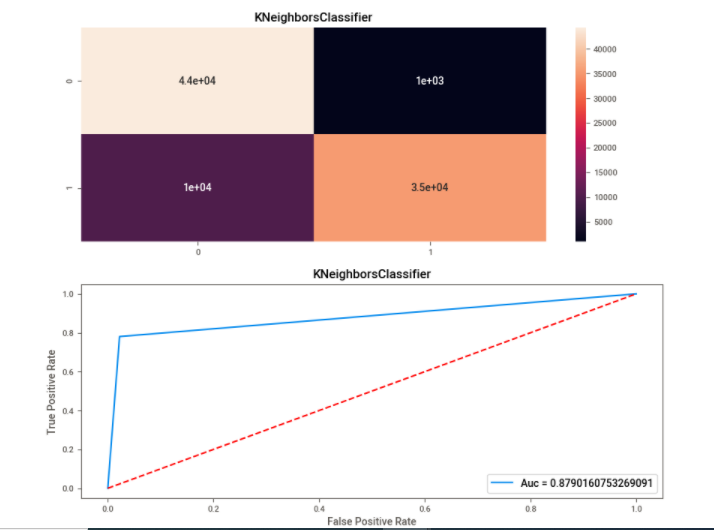 KNeighborsClassifier
0
4.4e+04
1e+03
40000
35000
30000
25000
20000
15000
10000
5000
1
1e+04
3.5e+04
0
1
KNeighborsClassifier
True Positive Rate
1.0
0.8
0.6
0.4
0.2
0.0
Auc = 0.8790160753269091
0.0
0.2
0.4
0.6
0.8
1.0
False Positive Rate